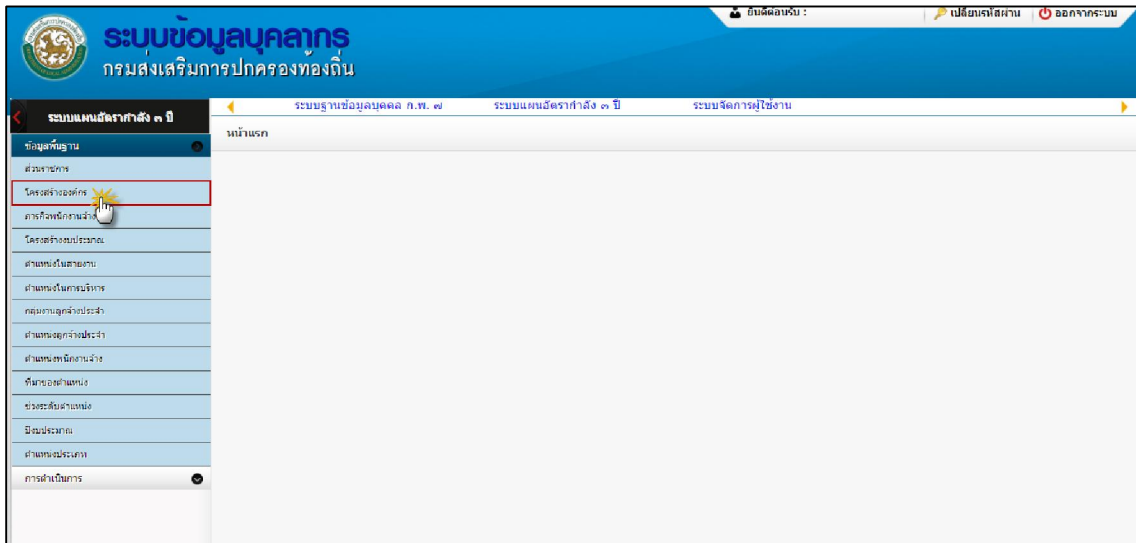 ยินดีต้อนรับ :
เปลี่ยนรหัสผ่าน
ออกจากระบบ
ระบบข้อมูลบุคลากร
กรมส่งเสริมการปกครองท้องถิ่น
ระบบแผนอัตรากำลัง ๓ ปี
ระบบฐานข้อมูลบุคคล ก.พ. ๗
ระบบแผนอัตรากำลัง ๓ ปี
ระบบจัดการผู้ใช้งาน
หน้าแรก
ข้อมูลพื้นฐาน
ส่วนราชการ
โครงสร้างองค์กร
ภารกิจพนักงานจ้าง
โครงสร้างงบประมาณ
ตำแหน่งในสายงาน
ตำแหน่งในการบริหาร
กลุ่มงานลูกจ้างประจำ
ตำแหน่งลูกจ้างประจำ
ตำแหน่งพนักงานจ้าง
ที่มาของตำแหน่ง
ช่วงระดับตำแหน่ง
ปีงบประมาณ
ตำแหน่งประเภท
การดำเนินการ